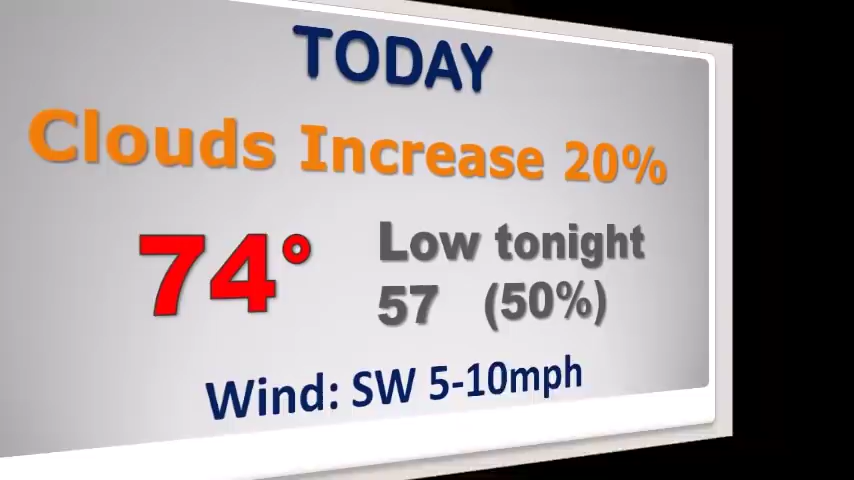 TODAY
Clouds Increase 20%
74°
Low tonight
57 (50%)
Wind: SW 5-10mph